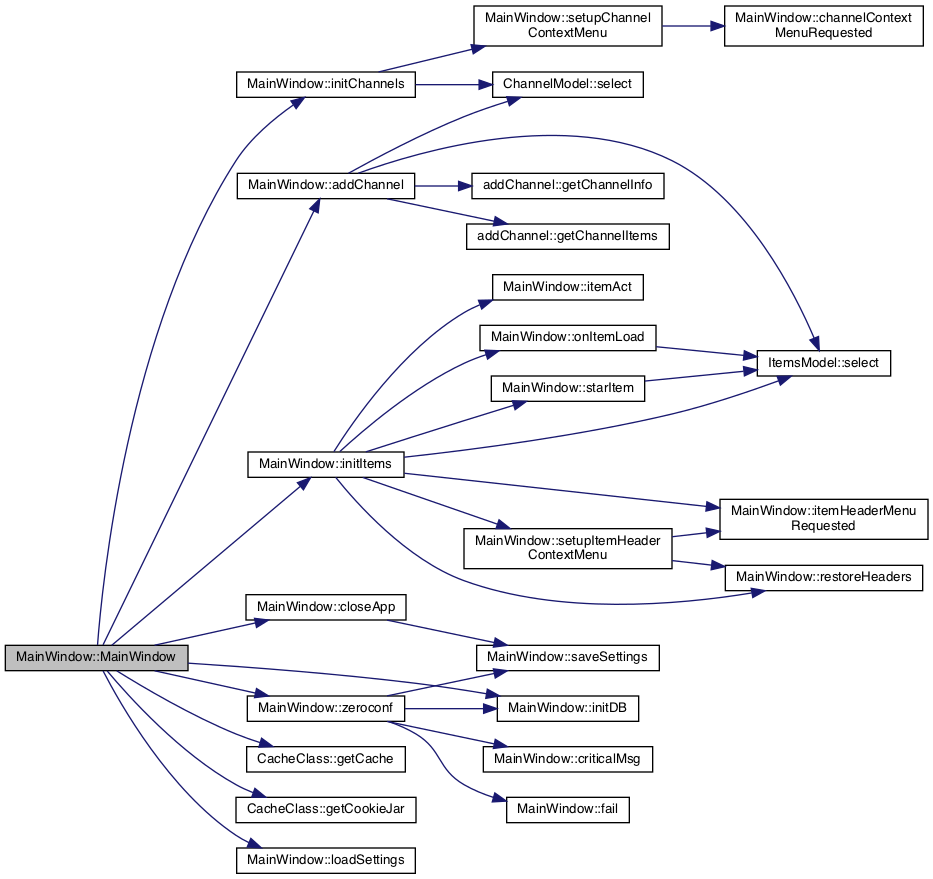 MainWindow::setupChannel
ContextMenu
MainWindow::channelContext
MenuRequested
MainWindow::initChannels
ChannelModel::select
MainWindow::addChannel
addChannel::getChannelInfo
addChannel::getChannelItems
MainWindow::itemAct
MainWindow::onItemLoad
ItemsModel::select
MainWindow::starItem
MainWindow::initItems
MainWindow::itemHeaderMenu
Requested
MainWindow::setupItemHeader
ContextMenu
MainWindow::restoreHeaders
MainWindow::closeApp
MainWindow::MainWindow
MainWindow::saveSettings
MainWindow::zeroconf
MainWindow::initDB
CacheClass::getCache
MainWindow::criticalMsg
CacheClass::getCookieJar
MainWindow::fail
MainWindow::loadSettings